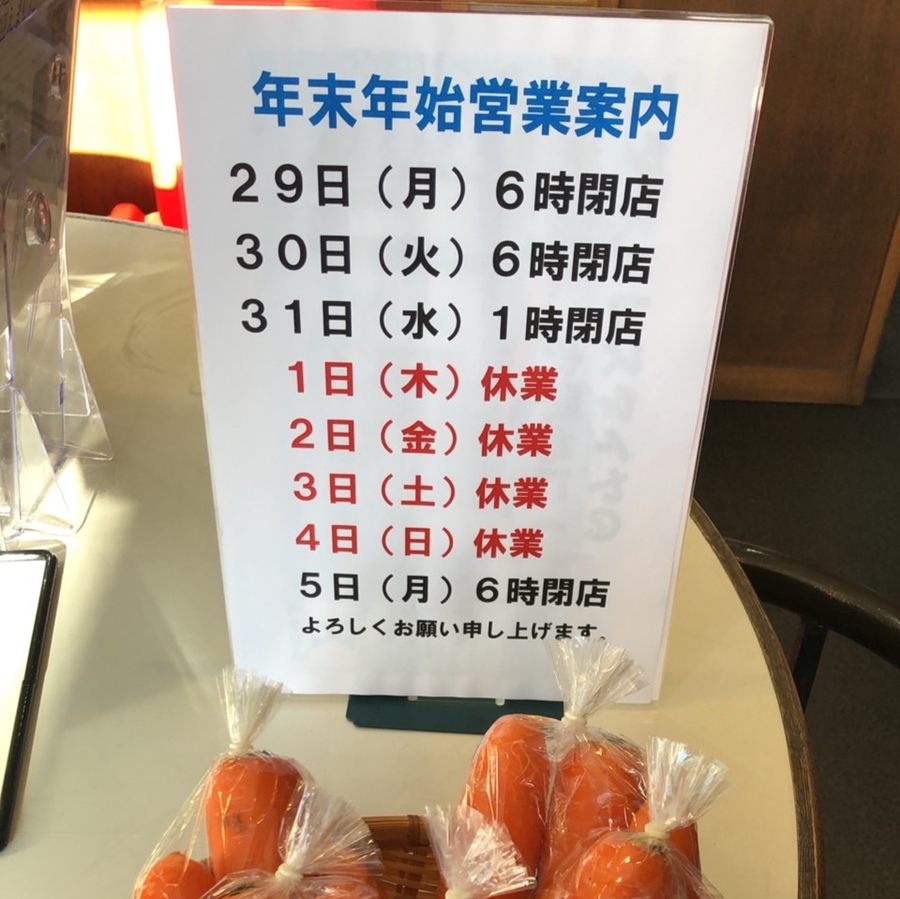 年末年始営業案内
２９日（月）６時閉店
３０日（火）６時閉店
３１日（水）１時閉店
１日（木）休業
２日（金）休業
３日（土）休業
４日（日）休業
５日（月）６時閉店
よろしくお願い申し上げます。